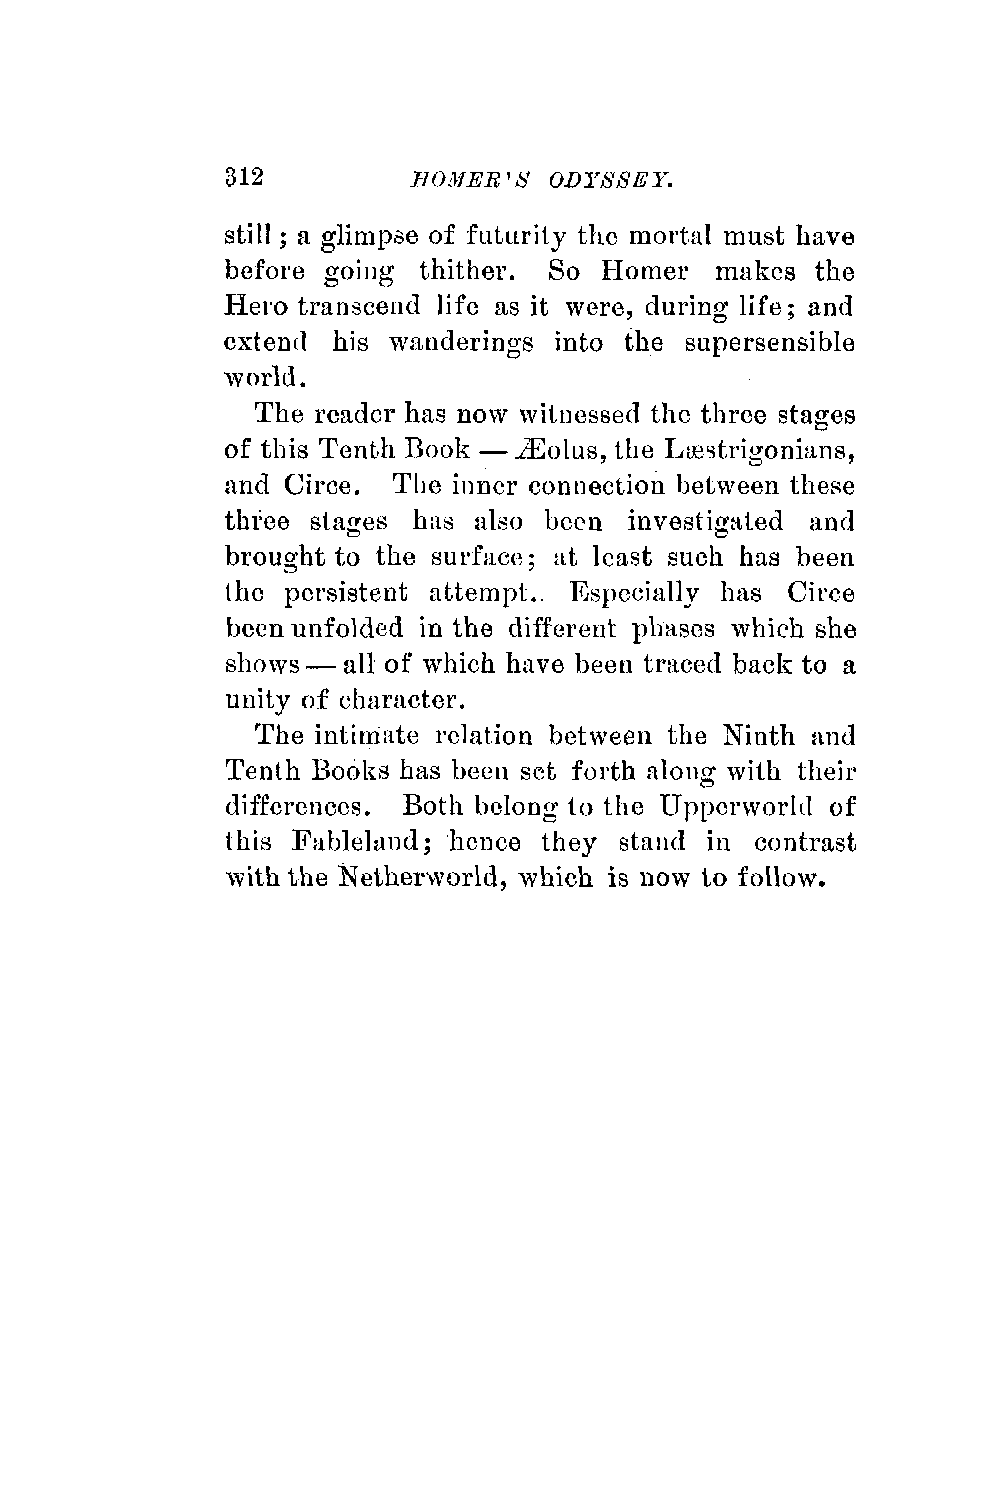 312 HOMER'S ODYSSEY.
still; a glimpse of futurity the mortal must have
before going thither. So Homer makes the
Hero transcend life as it were, during life; and
extend his wanderings into the supersensible
world.
The reader has now witnessed the three stages
of this Tenth Book — Æolus, the Læstrigonians,
and Circe. The inner connection between these
three stages has also been investigated and
brought to the surface; at least such has been
the persistent attempt.. Especially has Circe
been unfolded in the different phases which she
shows — all of which have been traced back to a
unity of character.
The intimate relation between the Ninth and
Tenth Books has been set forth along with their
differences. Both belong to the Upperworld of
this Fableland; hence they stand in contrast
with the Netherworld, which is now to follow.